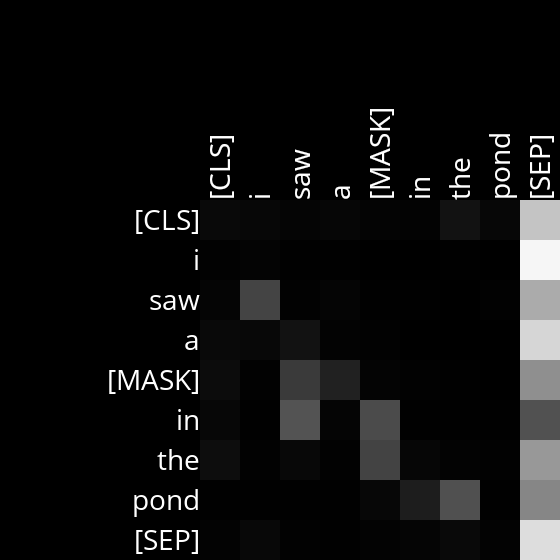 [CLS] i saw a [MASK] in the pond [SEP]
[CLS]
i
saw
a
[MASK]
in
the
pond
[SEP]